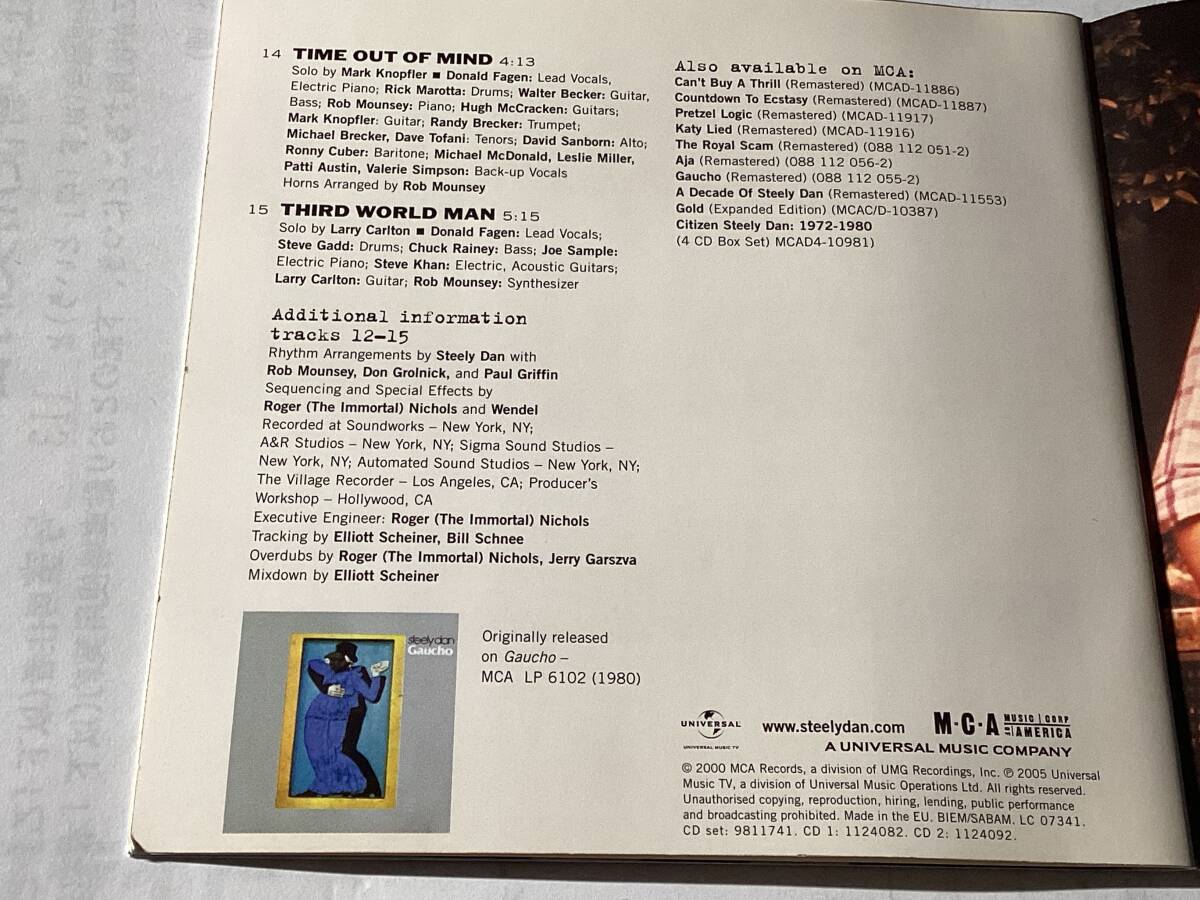 14 TIME OUT OF MIND 4:13
Solo by Mark Knopfler ■ Donald Fagen: Lead Vocals,
Electric Piano; Rick Marotta: Drums; Walter Becker: Guitar,
Bass; Rob Mounsey: Piano; Hugh McCracken: Guitars;
Mark Knopfler: Guitar; Randy Brecker: Trumpet;
Michael Brecker, Dave Tofani: Tenors; David Sanborn: Alto;
Ronny Cuber: Baritone; Michael McDonald, Leslie Miller,
Patti Austin, Valerie Simpson: Back-up Vocals
Horns Arranged by Rob Mounsey
15 THIRD WORLD MAN 5:15
Solo by Larry Carlton ■ Donald Fagen: Lead Vocals;
Steve Gadd: Drums; Chuck Rainey: Bass; Joe Sample:
Electric Piano; Steve Khan: Electric, Acoustic Guitars;
Larry Carlton: Guitar; Rob Mounsey: Synthesizer
Additional information
tracks 12–15
Rhythm Arrangements by Steely Dan with
Rob Mounsey, Don Grolnick, and Paul Griffin
Sequencing and Special Effects by
Roger (The Immortal) Nichols and Wendel
Recorded at Soundworks – New York, NY;
A&R Studios – New York, NY; Sigma Sound Studios –
New York, NY; Automated Sound Studios – New York, NY;
The Village Recorder – Los Angeles, CA; Producer's
Workshop – Hollywood, CA
Executive Engineer: Roger (The Immortal) Nichols
Tracking by Elliott Scheiner, Bill Schnee
Overdubs by Roger (The Immortal) Nichols, Jerry Garszva
Mixdown by Elliott Scheiner
steely dan
Gaucho
Originally released
on Gaucho –
MCA LP 6102 (1980)
Also available on MCA:
Can't Buy A Thrill (Remastered) (MCAD-11886)
Countdown To Ecstasy (Remastered) (MCAD-11887)
Pretzel Logic (Remastered) (MCAD-11917)
Katy Lied (Remastered) (MCAD-11916)
The Royal Scam (Remastered) (088 112 051-2)
Aja (Remastered) (088 112 056-2)
Gaucho (Remastered) (088 112 055-2)
A Decade Of Steely Dan (Remastered) (MCAD-11553)
Gold (Expanded Edition) (MCAC/D-10387)
Citizen Steely Dan: 1972-1980
(4 CD Box Set) MCAD4-10981)
UNIVERSAL
UNIVERSAL MUSIC TV
www.steelydan.com
M·C·A MUSIC CORP
OF AMERICA
A UNIVERSAL MUSIC COMPANY
© 2000 MCA Records, a division of UMG Recordings, Inc. ℗ 2005 Universal
Music TV, a division of Universal Music Operations Ltd. All rights reserved.
Unauthorised copying, reproduction, hiring, lending, public performance
and broadcasting prohibited. Made in the EU. BIEM/SABAM. LC 07341.
CD set: 9811741. CD 1: 1124082. CD 2: 1124092.